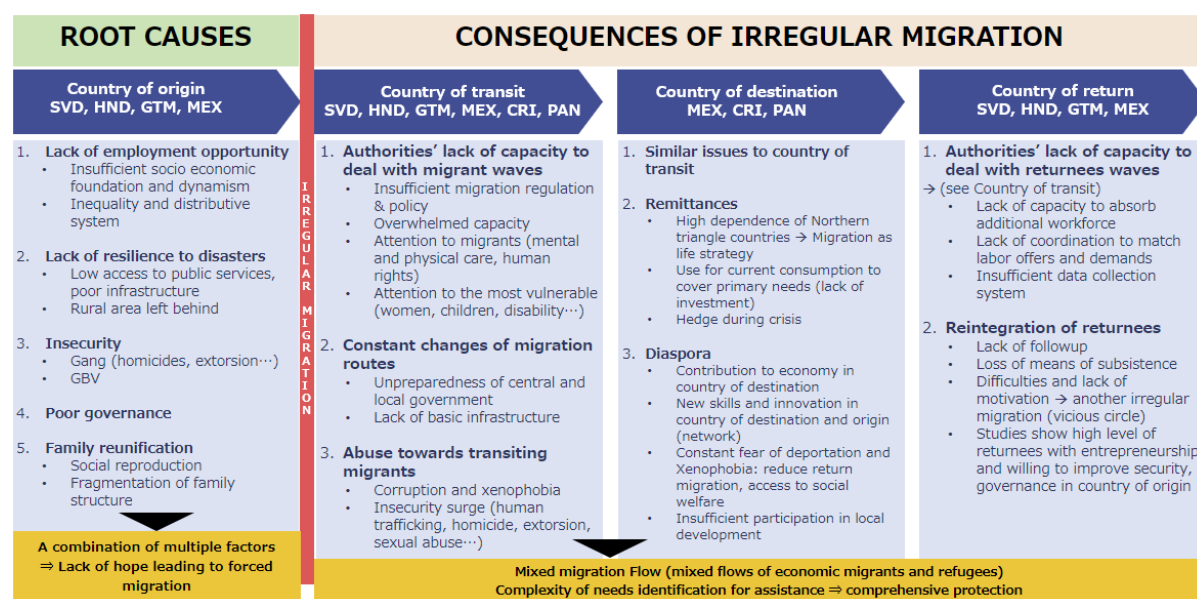 ROOT CAUSES
CONSEQUENCES OF IRREGULAR MIGRATION
Country of origin
SVD, HND, GTM, MEX
1. Lack of employment opportunity
• Insufficient socio economic
foundation and dynamism
• Inequality and distributive
system
2. Lack of resilience to disasters
• Low access to public services,
poor infrastructure
• Rural area left behind
3. Insecurity
• Gang (homicides, extorsion…)
• GBV
4. Poor governance
5. Family reunification
• Social reproduction
• Fragmentation of family
structure
A combination of multiple factors
⇒ Lack of hope leading to forced
migration
IRREGULAR MIGRATION
Country of transit
SVD, HND, GTM, MEX, CRI, PAN
1. Authorities’ lack of capacity to
deal with migrant waves
• Insufficient migration regulation
& policy
• Overwhelmed capacity
• Attention to migrants (mental
and physical care, human
rights)
• Attention to the most vulnerable
(women, children, disability…)
2. Constant changes of migration
routes
• Unpreparedness of central and
local government
• Lack of basic infrastructure
3. Abuse towards transiting
migrants
• Corruption and xenophobia
• Insecurity surge (human
trafficking, homicide, extorsion,
sexual abuse…)
Country of destination
MEX, CRI, PAN
1. Similar issues to country of
transit
2. Remittances
• High dependence of Northern
triangle countries → Migration as
life strategy
• Use for current consumption to
cover primary needs (lack of
investment)
• Hedge during crisis
3. Diaspora
• Contribution to economy in
country of destination
• New skills and innovation in
country of destination and origin
(network)
• Constant fear of deportation and
Xenophobia: reduce return
migration, access to social
welfare
• Insufficient participation in local
development
Country of return
SVD, HND, GTM, MEX
1. Authorities’ lack of capacity to
deal with returnees waves
→ (see Country of transit)
• Lack of capacity to absorb
additional workforce
• Lack of coordination to match
labor offers and demands
• Insufficient data collection
system
2. Reintegration of returnees
• Lack of followup
• Loss of means of subsistence
• Difficulties and lack of
motivation → another irregular
migration (vicious circle)
• Studies show high level of
returnees with entrepreneurship
and willing to improve security,
governance in country of origin
Mixed migration Flow (mixed flows of economic migrants and refugees)
Complexity of needs identification for assistance ⇒ comprehensive protection